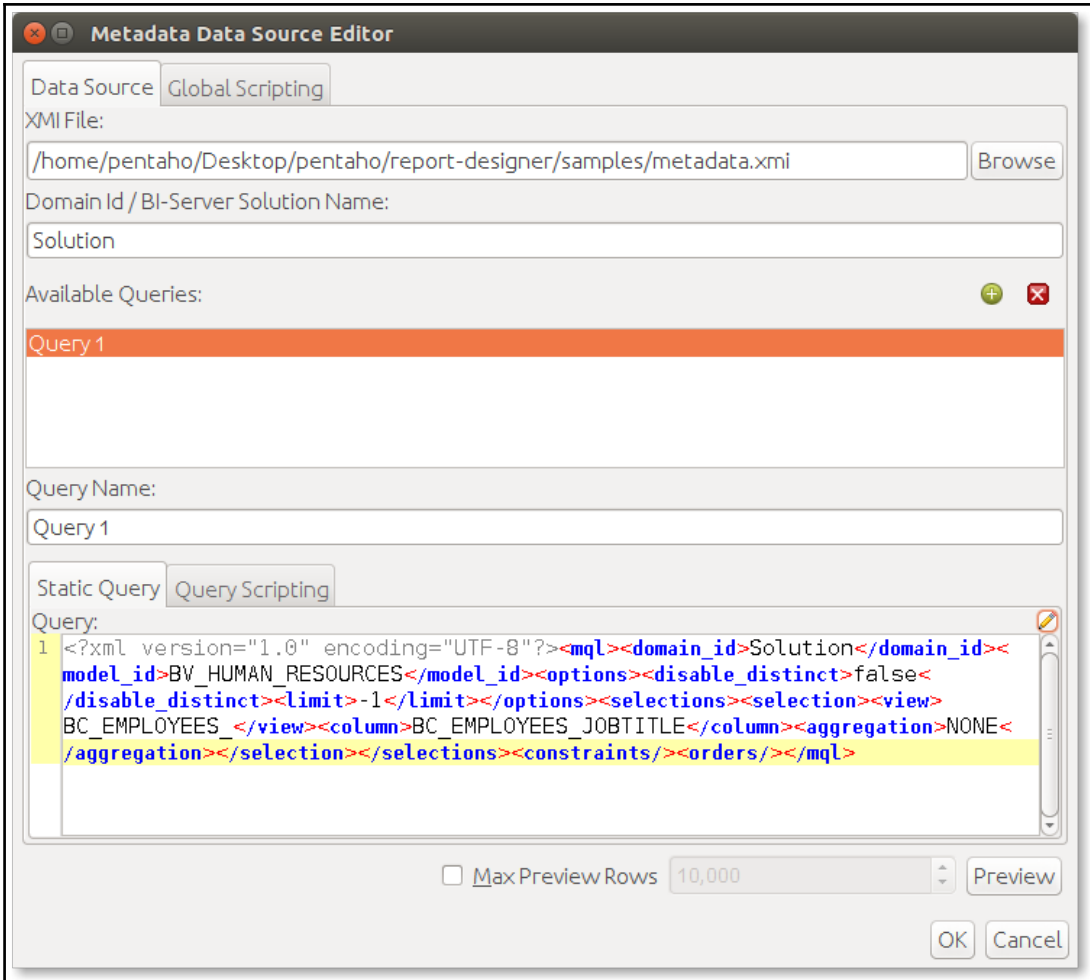 Metadata Data Source Editor
Data Source Global Scripting
XMI File:
/home/pentaho/Desktop/pentaho/report-designer/samples/metadata.xmi Browse
Domain Id / BI-Server Solution Name:
Solution
Available Queries:
Query 1
Query Name:
Query 1
Static Query Query Scripting
Query:
1 <?xml version="1.0" encoding="UTF-8"?><mql><domain_id>Solution</domain_id><
model_id>BV_HUMAN_RESOURCES</model_id><options><disable_distinct>false<
/disable_distinct><limit>-1</limit></options><selections><selection><view>
BC_EMPLOYEES_</view><column>BC_EMPLOYEES_JOBTITLE</column><aggregation>NONE<
/aggregation></selection></selections><constraints/><orders/></mql>
Max Preview Rows 10,000 Preview
OK Cancel